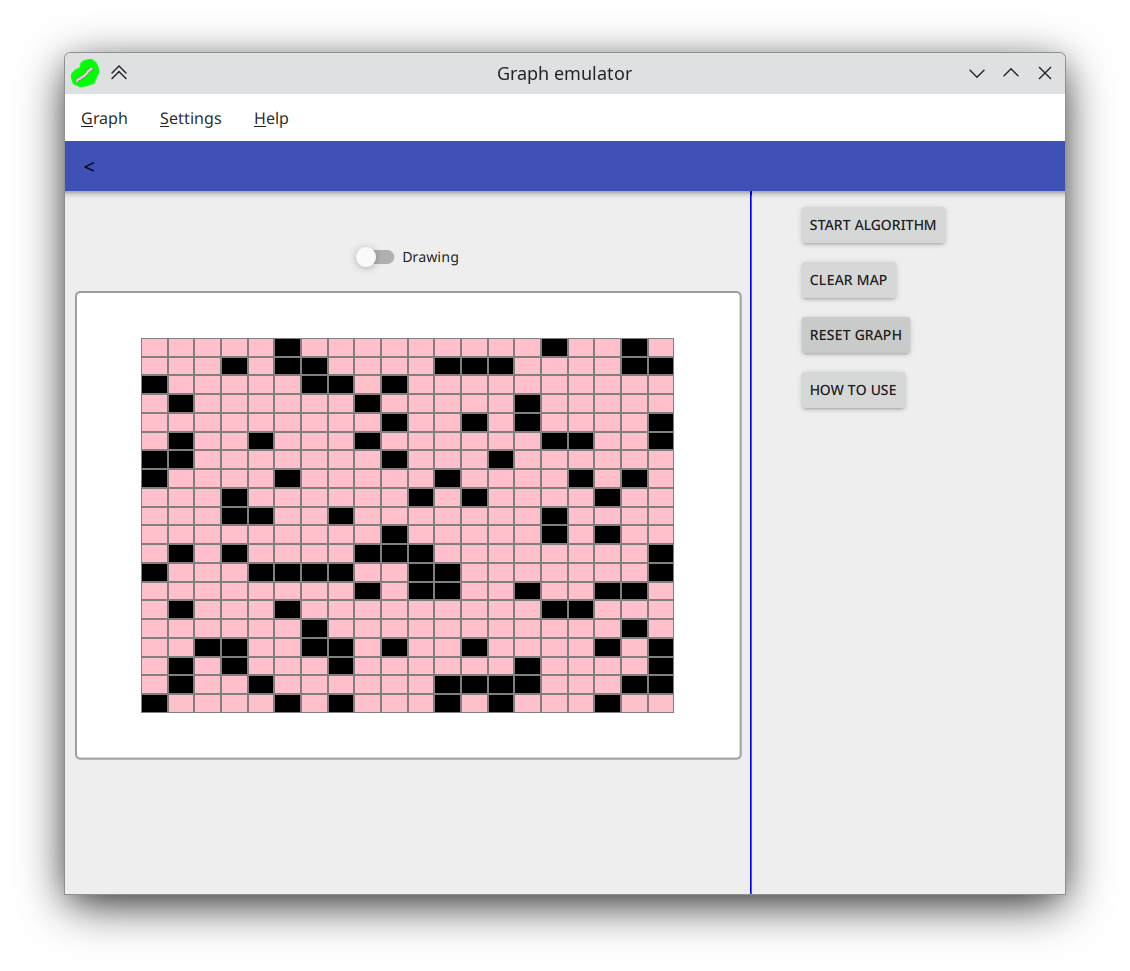 Graph emulator
Graph Settings Help
<
START ALGORITHM
Drawing
CLEAR MAP
RESET GRAPH
HOW TO USE